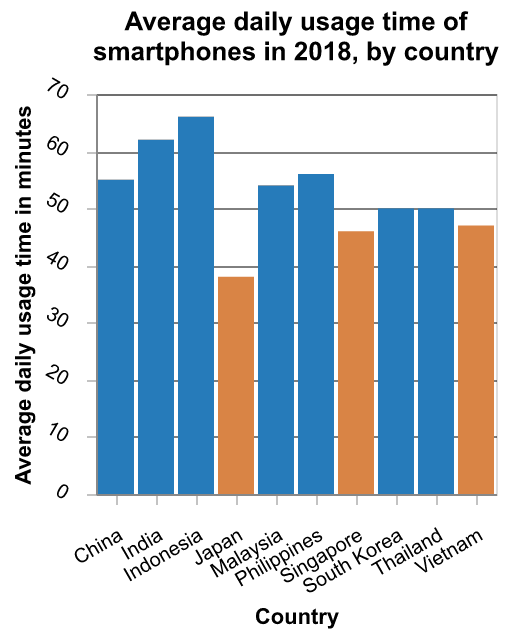 Average daily usage time of
smartphones in 2018, by country
Average daily usage time in minutes
70
60
50
40
30
20
10
0
China
India
Indonesia
Japan
Malaysia
Philippines
Singapore
South Korea
Thailand
Vietnam
Country